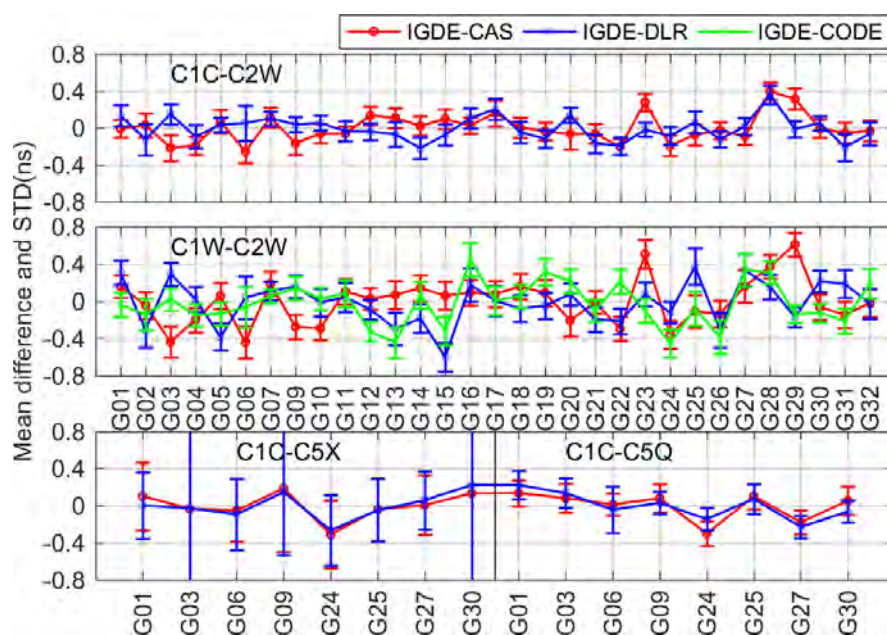 IGDE-CAS IGDE-DLR IGDE-CODE
Mean difference and STD(ns)
0.8
0.4
0
-0.4
-0.8
C1C-C2W
0.8
0.4
0
-0.4
-0.8
C1W-C2W
G01 G02 G03 G04 G05 G06 G07 G09 G10 G11 G12 G13 G14 G15 G16 G17 G18 G19 G20 G21 G22 G23 G24 G25 G26 G27 G28 G29 G30 G31 G32
0.8
0.4
0
-0.4
-0.8
C1C-C5X C1C-C5Q
G01 G03 G06 G09 G24 G25 G27 G30 G01 G03 G06 G09 G24 G25 G27 G30